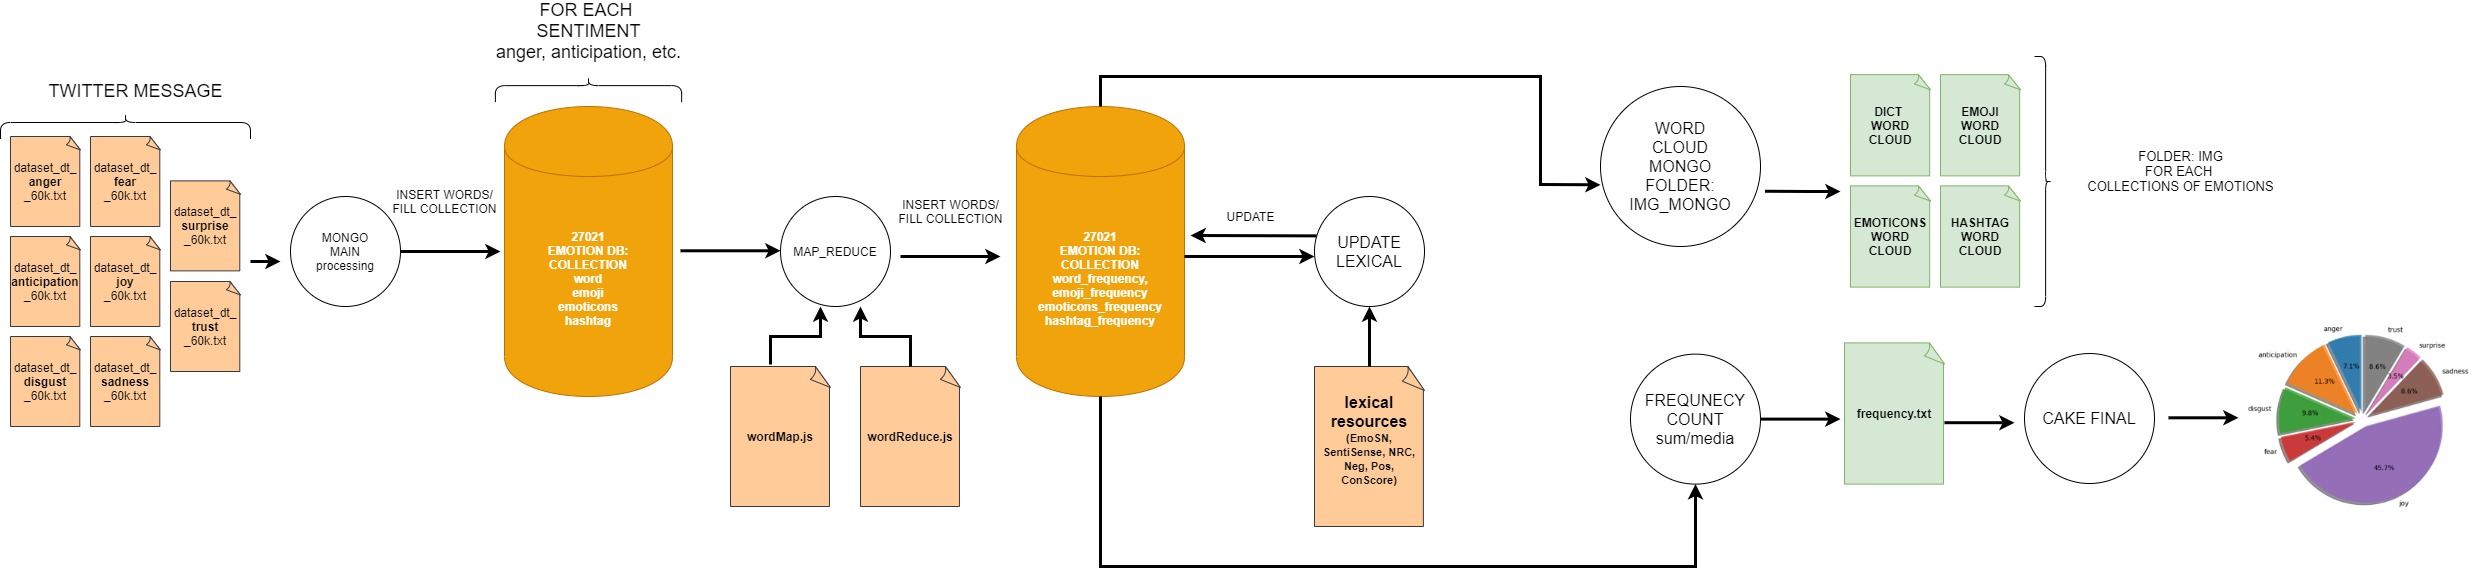 TWITTER MESSAGE
dataset_dt_
anger
_60k.txt
dataset_dt_
fear
_60k.txt
dataset_dt_
surprise
_60k.txt
dataset_dt_
anticipation
_60k.txt
dataset_dt_
joy
_60k.txt
dataset_dt_
trust
_60k.txt
dataset_dt_
disgust
_60k.txt
dataset_dt_
sadness
_60k.txt
MONGO
MAIN
processing
INSERT WORDS/
FILL COLLECTION
FOR EACH
SENTIMENT
anger, anticipation, etc.
27021
EMOTION DB:
COLLECTION
word
emoji
emoticons
hashtag
MAP_REDUCE
wordMap.js
wordReduce.js
INSERT WORDS/
FILL COLLECTION
27021
EMOTION DB:
COLLECTION
word_frequency,
emoji_frequency
emoticons_frequency
hashtag_frequency
UPDATE
UPDATE
LEXICAL
lexical
resources
(EmoSN,
SentiSense, NRC,
Neg, Pos,
ConScore)
WORD
CLOUD
MONGO
FOLDER:
IMG_MONGO
DICT
WORD
CLOUD
EMOJI
WORD
CLOUD
EMOTICONS
WORD
CLOUD
HASHTAG
WORD
CLOUD
FOLDER: IMG
FOR EACH
COLLECTIONS OF EMOTIONS
FREQUNECY
COUNT
sum/media
frequency.txt
CAKE FINAL
anger
7.1%
trust
8.6%
surprise
3.5%
sadness
8.6%
anticipation
11.3%
disgust
9.8%
fear
5.4%
45.7%
joy